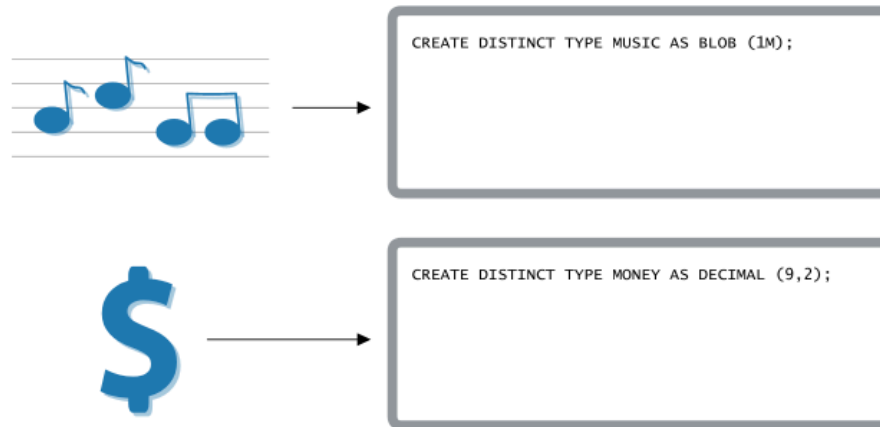 CREATE DISTINCT TYPE MUSIC AS BLOB (1M);
CREATE DISTINCT TYPE MONEY AS DECIMAL (9,2);